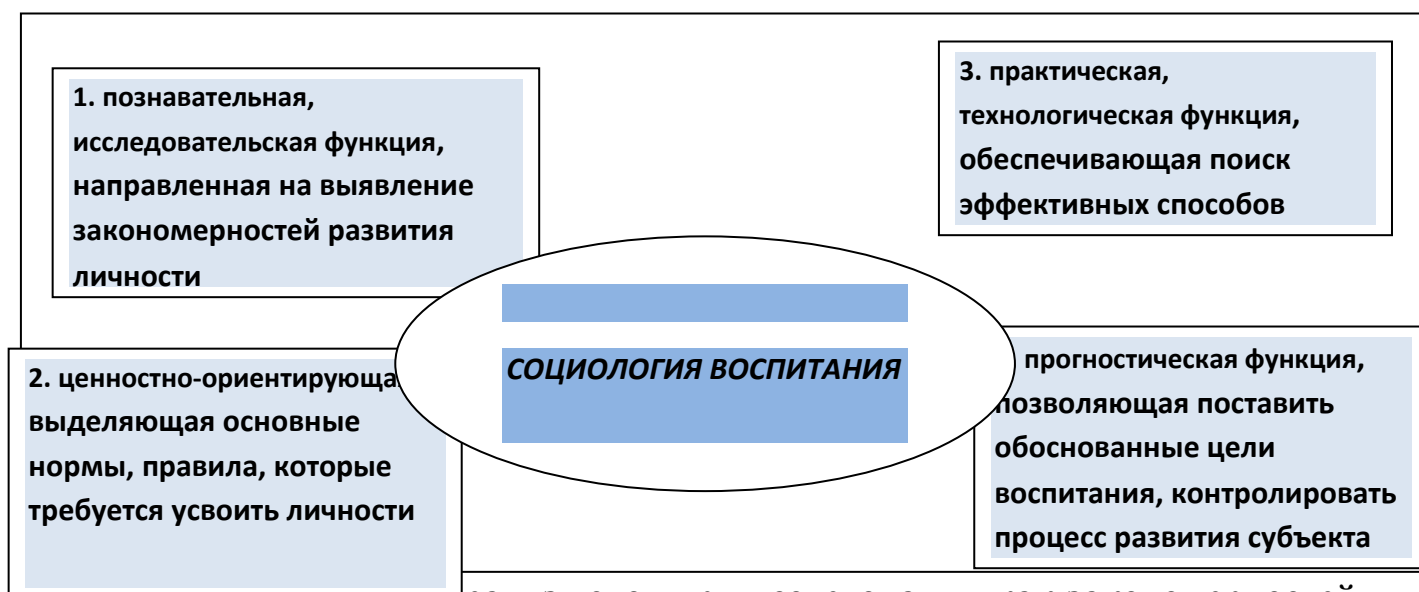 1. познавательная,
исследовательская функция,
направленная на выявление
закономерностей развития
личности
3. практическая,
технологическая функция,
обеспечивающая поиск
эффективных способов
СОЦИОЛОГИЯ ВОСПИТАНИЯ
2. ценностно-ориентирующа
выделяющая основные
нормы, правила, которые
требуется усвоить личности
прогностическая функция,
позволяющая поставить
обоснованные цели
воспитания, контролировать
процесс развития субъекта